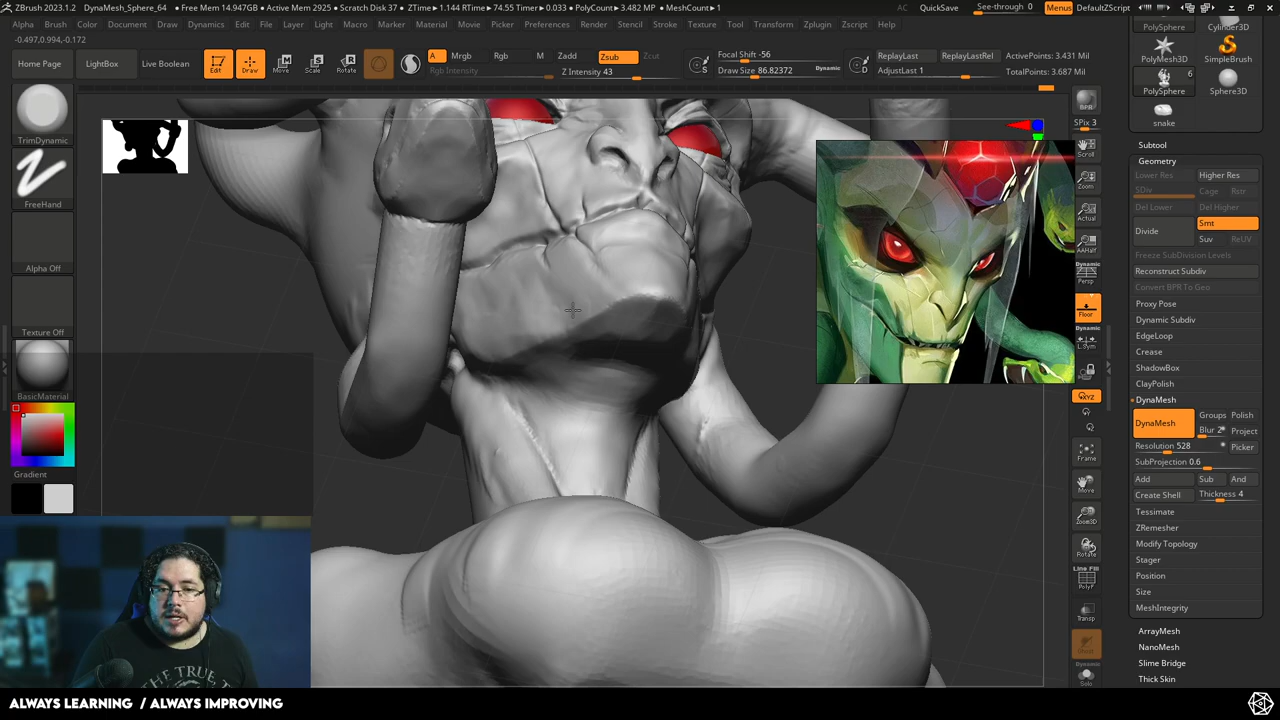 ZBrush 2023.1.2 DynaMesh_Sphere_64 • Free Mem 14.947GB • Active Mem 2925 • Scratch Disk 37 • ZTime▶1.144 RTime▶74.55 Timer▶0.033 • PolyCount▶3.482 MP • MeshCount▶1 AC QuickSave See-through 0 Menus DefaultZScript
Alpha Brush Color Document Draw Dynamics Edit File Layer Light Macro Marker Material Movie Picker Preferences Render Stencil Stroke Texture Tool Transform Zplugin Zscript Help
-0.497,0.994,-0.172
Home Page LightBox Live Boolean Edit Draw Move Scale Rotate A Mrgb Rgb M Zadd Zsub Zcut Focal Shift -56 ReplayLast ReplayLastRel ActivePoints: 3.431 Mil
Rgb Intensity Z Intensity 43 S Draw Size 86.82372 Dynamic D AdjustLast 1 TotalPoints: 3.687 Mil
TrimDynamic
FreeHand
Alpha Off
Texture Off
BasicMaterial
Gradient
BPR
SPix 3
Scroll
Zoom
Actual
AAHalf
Dynamic
Persp
Floor
Dynamic
L.Sym
XYZ
Frame
Move
Zoom3D
Rotate
Line Fill
PolyF
Transp
Ghost
Dynamic
Solo
PolySphere Cylinder3D
PolyMesh3D SimpleBrush
6
PolySphere Sphere3D
snake
Subtool
Geometry
Lower Res Higher Res
SDiv Cage Rstr
Del Lower Del Higher
Divide Smt
Suv ReUV
Freeze SubDivision Levels
Reconstruct Subdiv
Convert BPR To Geo
Proxy Pose
Dynamic Subdiv
EdgeLoop
Crease
ShadowBox
ClayPolish
DynaMesh
DynaMesh Groups Polish
Blur 2 Project
Resolution 528 Picker
SubProjection 0.6
Add Sub And
Create Shell Thickness 4
Tessimate
ZRemesher
Modify Topology
Stager
Position
Size
MeshIntegrity
ArrayMesh
NanoMesh
Slime Bridge
Thick Skin
THE TRUE
ALWAYS LEARNING / ALWAYS IMPROVING